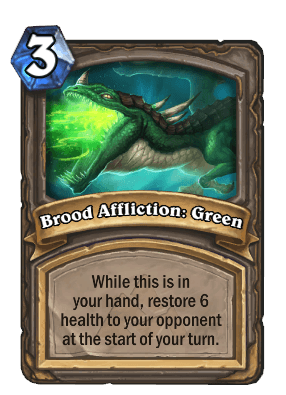 3
Brood Affliction: Green
While this is in
your hand, restore 6
health to your opponent
at the start of your turn.